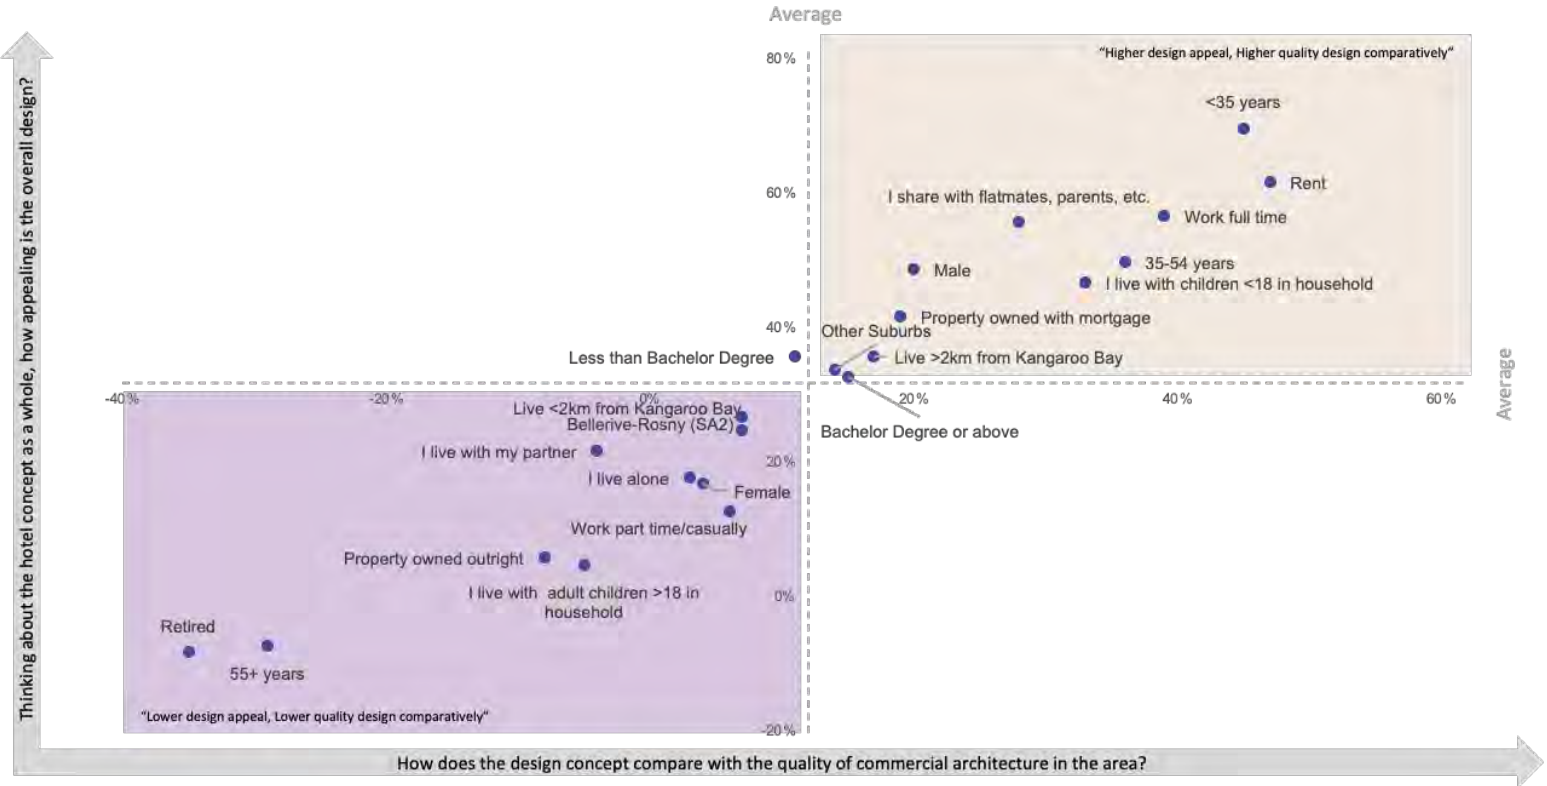 Average
80%
"Higher design appeal, Higher quality design comparatively"
<35 years
Rent
60%
I share with flatmates, parents, etc.
Work full time
35-54 years
Male
I live with children <18 in household
Property owned with mortgage
40%
Other Suburbs
Less than Bachelor Degree
Live >2km from Kangaroo Bay
Average
-40%
-20%
0%
20%
40%
60%
Live <2km from Kangaroo Bay
Bellerive-Rosny (SA2)
Bachelor Degree or above
I live with my partner
20%
I live alone
Female
Work part time/casually
Property owned outright
I live with adult children >18 in
household
0%
Retired
55+ years
"Lower design appeal, Lower quality design comparatively"
-20%
Thinking about the hotel concept as a whole, how appealing is the overall design?
How does the design concept compare with the quality of commercial architecture in the area?